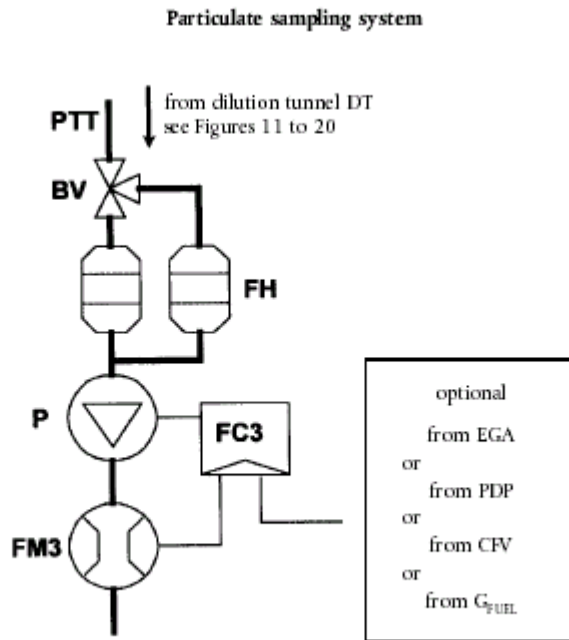 Particulate sampling system
from dilution tunnel DT
see Figures 11 to 20
PTT
BV
FH
P
FC3
FM3
optional
from EGA
or
from PDP
or
from CFV
or
from G_FUEL